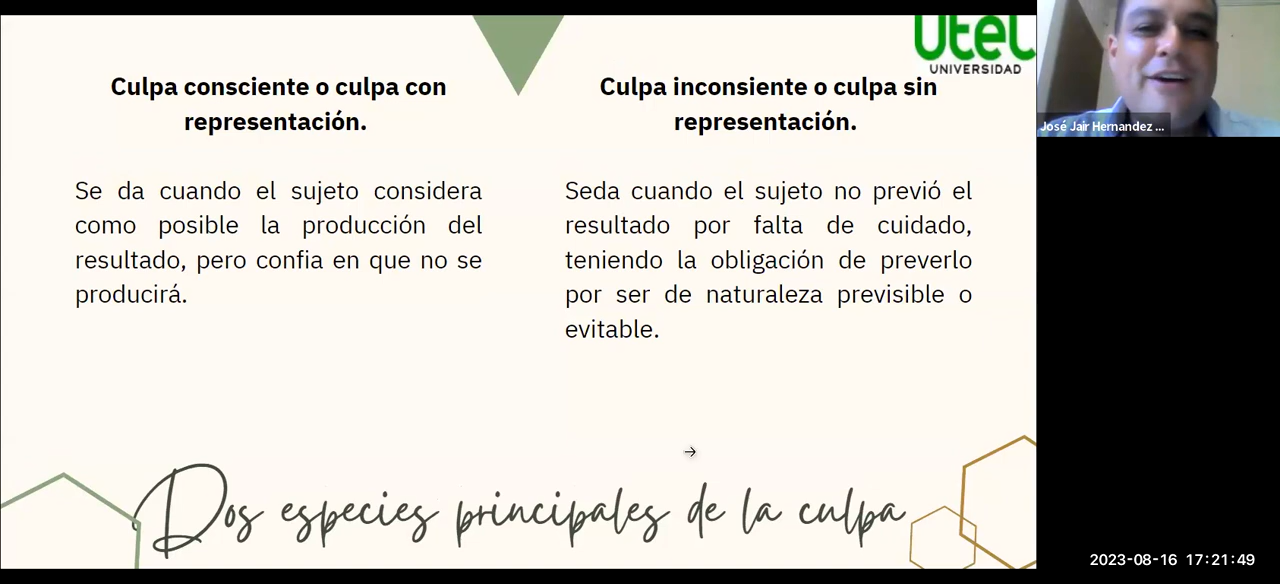 Utel
UNIVERSIDAD
Culpa consciente o culpa con
representación.
Se da cuando el sujeto considera
como posible la producción del
resultado, pero confia en que no se
producirá.
Culpa inconsiente o culpa sin
representación.
Seda cuando el sujeto no previó el
resultado por falta de cuidado,
teniendo la obligación de preverlo
por ser de naturaleza previsible o
evitable.
Dos especies principales de la culpa
José Jair Hernandez ...
2023-08-16 17:21:49